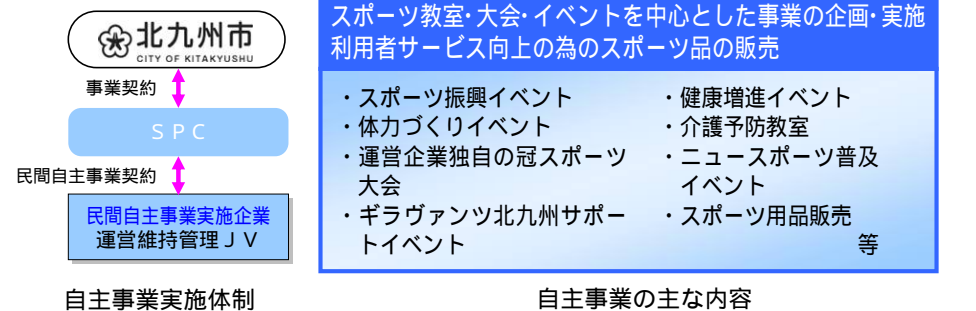 北九州市
CITY OF KITAKYUSHU
事業契約
ＳＰＣ
民間自主事業契約
民間自主事業実施企業
運営維持管理ＪＶ
自主事業実施体制
スポーツ教室･大会･イベントを中心とした事業の企画･実施
利用者サービス向上の為のスポーツ品の販売
・スポーツ振興イベント
・体力づくりイベント
・運営企業独自の冠スポーツ
大会
・ギラヴァンツ北九州サポー
トイベント
・健康増進イベント
・介護予防教室
・ニュースポーツ普及
イベント
・スポーツ用品販売
等
自主事業の主な内容